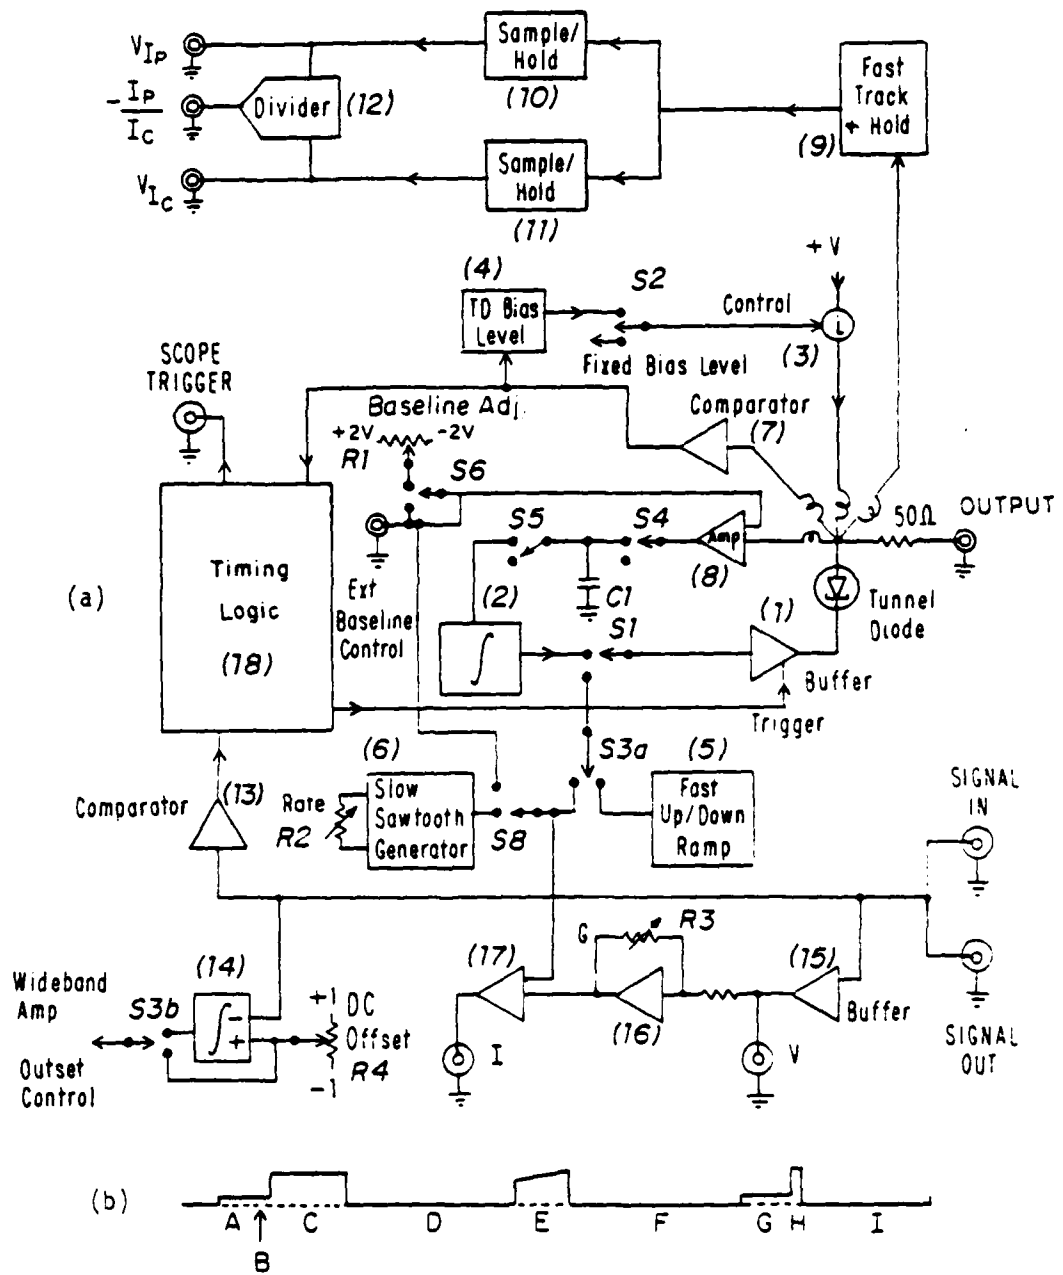 V_Ip
Sample/
Hold
(10)
Fast
Track
+ Hold
(9)
-Ip
Ic
Divider
(12)
V_Ic
Sample/
Hold
(11)
+V
(4)
TD Bias
Level
S2
Control
i
(3)
Fixed Bias Level
SCOPE
TRIGGER
Baseline Adj.
+2V
-2V
R1
Comparator
(7)
S6
S5
S4
Amp
(8)
50Ω
OUTPUT
(a)
Timing
Logic
(18)
Ext
Baseline
Control
(2)
∫
C1
S1
(1)
Buffer
Tunnel
Diode
Trigger
(6)
Slow
Sawtooth
Generator
Rate
R2
S8
S3a
(5)
Fast
Up/Down
Ramp
SIGNAL
IN
Comparator
(13)
G
R3
(17)
(16)
(15)
Buffer
I
V
SIGNAL
OUT
Wideband
Amp
S3b
(14)
∫
-
+
+1
DC
Offset
R4
-1
Outset
Control
(b)
A
B
C
D
E
F
G
H
I